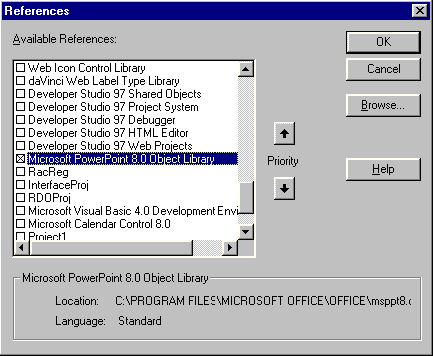 References
Available References:
OK
Web Icon Control Library
daVinci Web Label Type Library
Cancel
Developer Studio 97 Shared Objects
Developer Studio 97 Project System
Browse...
Developer Studio 97 Debugger
Developer Studio 97 HTML Editor
Developer Studio 97 Web Projects
Microsoft PowerPoint 8.0 Object Library
Priority
RacReg
Help
InterfaceProj
RDOProj
Microsoft Visual Basic 4.0 Development Envi
Microsoft Calendar Control 8.0
Project1
Microsoft PowerPoint 8.0 Object Library
Location: C:\PROGRAM FILES\MICROSOFT OFFICE\OFFICE\msppt8.o
Language: Standard